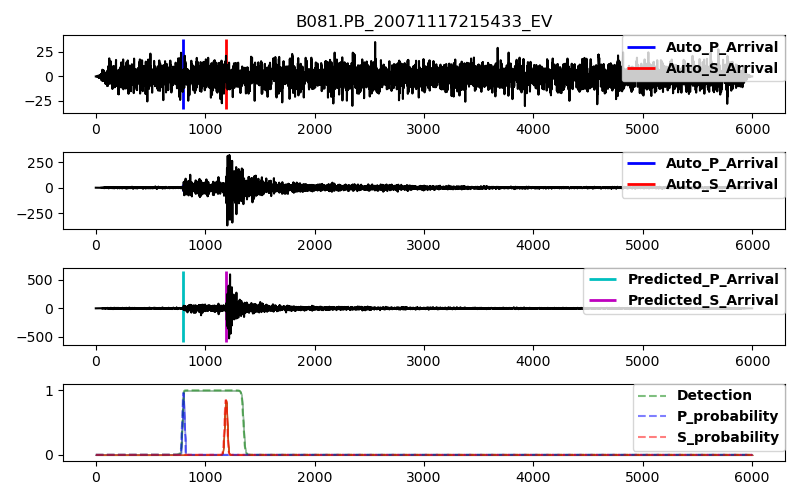 B081.PB_20071117215433_EV
25
0
−25
Auto_P_Arrival
Auto_S_Arrival
0 1000 2000 3000 4000 5000 6000
250
0
−250
Auto_P_Arrival
Auto_S_Arrival
0 1000 2000 3000 4000 5000 6000
500
0
−500
Predicted_P_Arrival
Predicted_S_Arrival
0 1000 2000 3000 4000 5000 6000
1
0
Detection
P_probability
S_probability
0 1000 2000 3000 4000 5000 6000